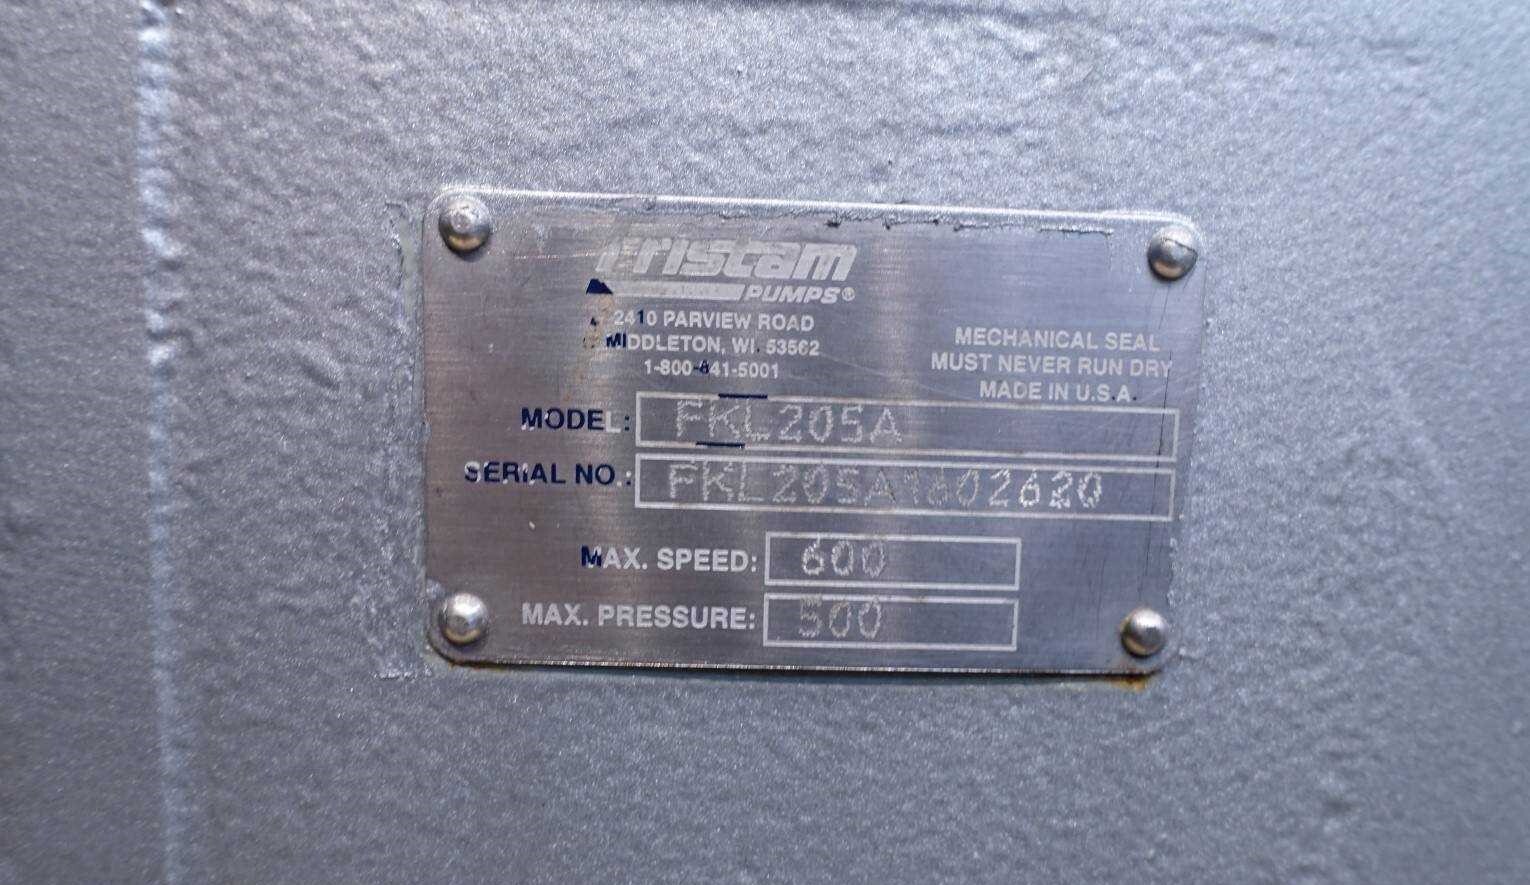 Fristam
PUMPS®
2410 PARVIEW ROAD
MIDDLETON, WI. 53562
1-800-841-5001
MECHANICAL SEAL
MUST NEVER RUN DRY
MADE IN U.S.A.
MODEL: FKL205A
SERIAL NO.: FKL205A1602620
MAX. SPEED: 600
MAX. PRESSURE: 500